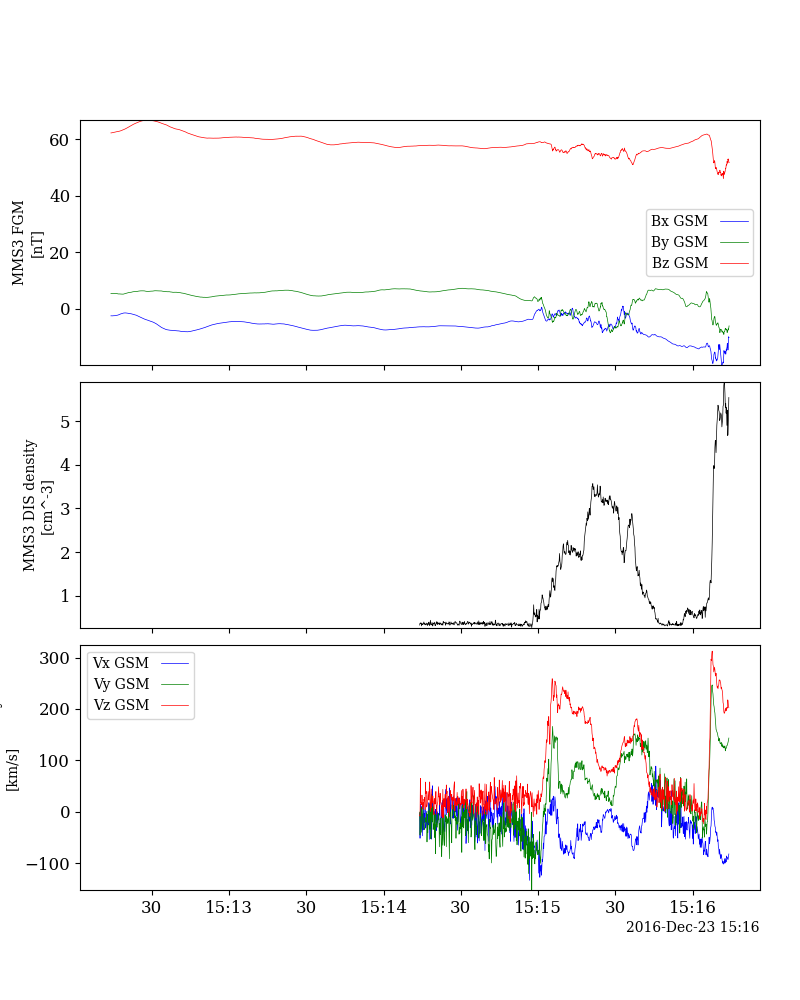 60
40
20
0
MMS3 FGM
[nT]
Bx GSM
By GSM
Bz GSM
5
4
3
2
1
MMS3 DIS density
[cm^-3]
300
200
100
0
−100
[km/s]
Vx GSM
Vy GSM
Vz GSM
30 15:13 30 15:14 30 15:15 30 15:16
2016-Dec-23 15:16